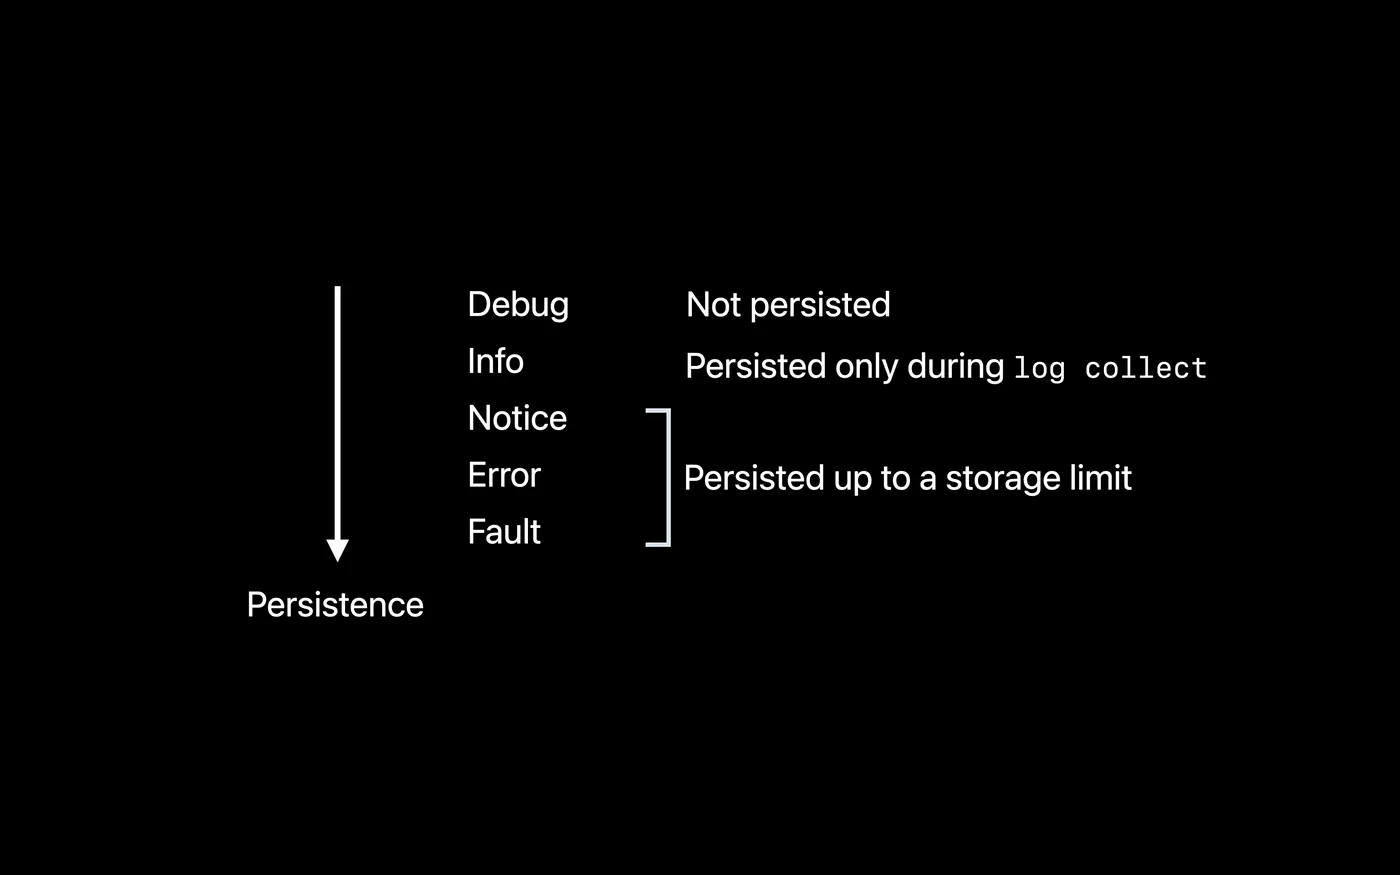 Debug Not persisted
Info Persisted only during log collect
Notice
Error Persisted up to a storage limit
Fault
Persistence